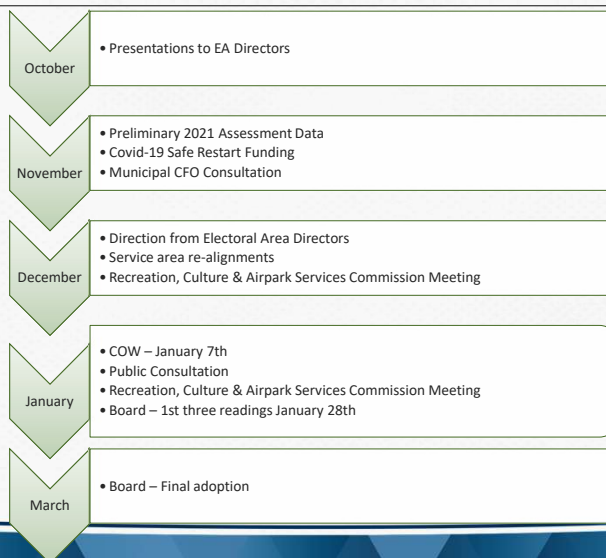 October
• Presentations to EA Directors
November
• Preliminary 2021 Assessment Data
• Covid-19 Safe Restart Funding
• Municipal CFO Consultation
December
• Direction from Electoral Area Directors
• Service area re-alignments
• Recreation, Culture & Airpark Services Commission Meeting
January
• COW – January 7th
• Public Consultation
• Recreation, Culture & Airpark Services Commission Meeting
• Board – 1st three readings January 28th
March
• Board – Final adoption